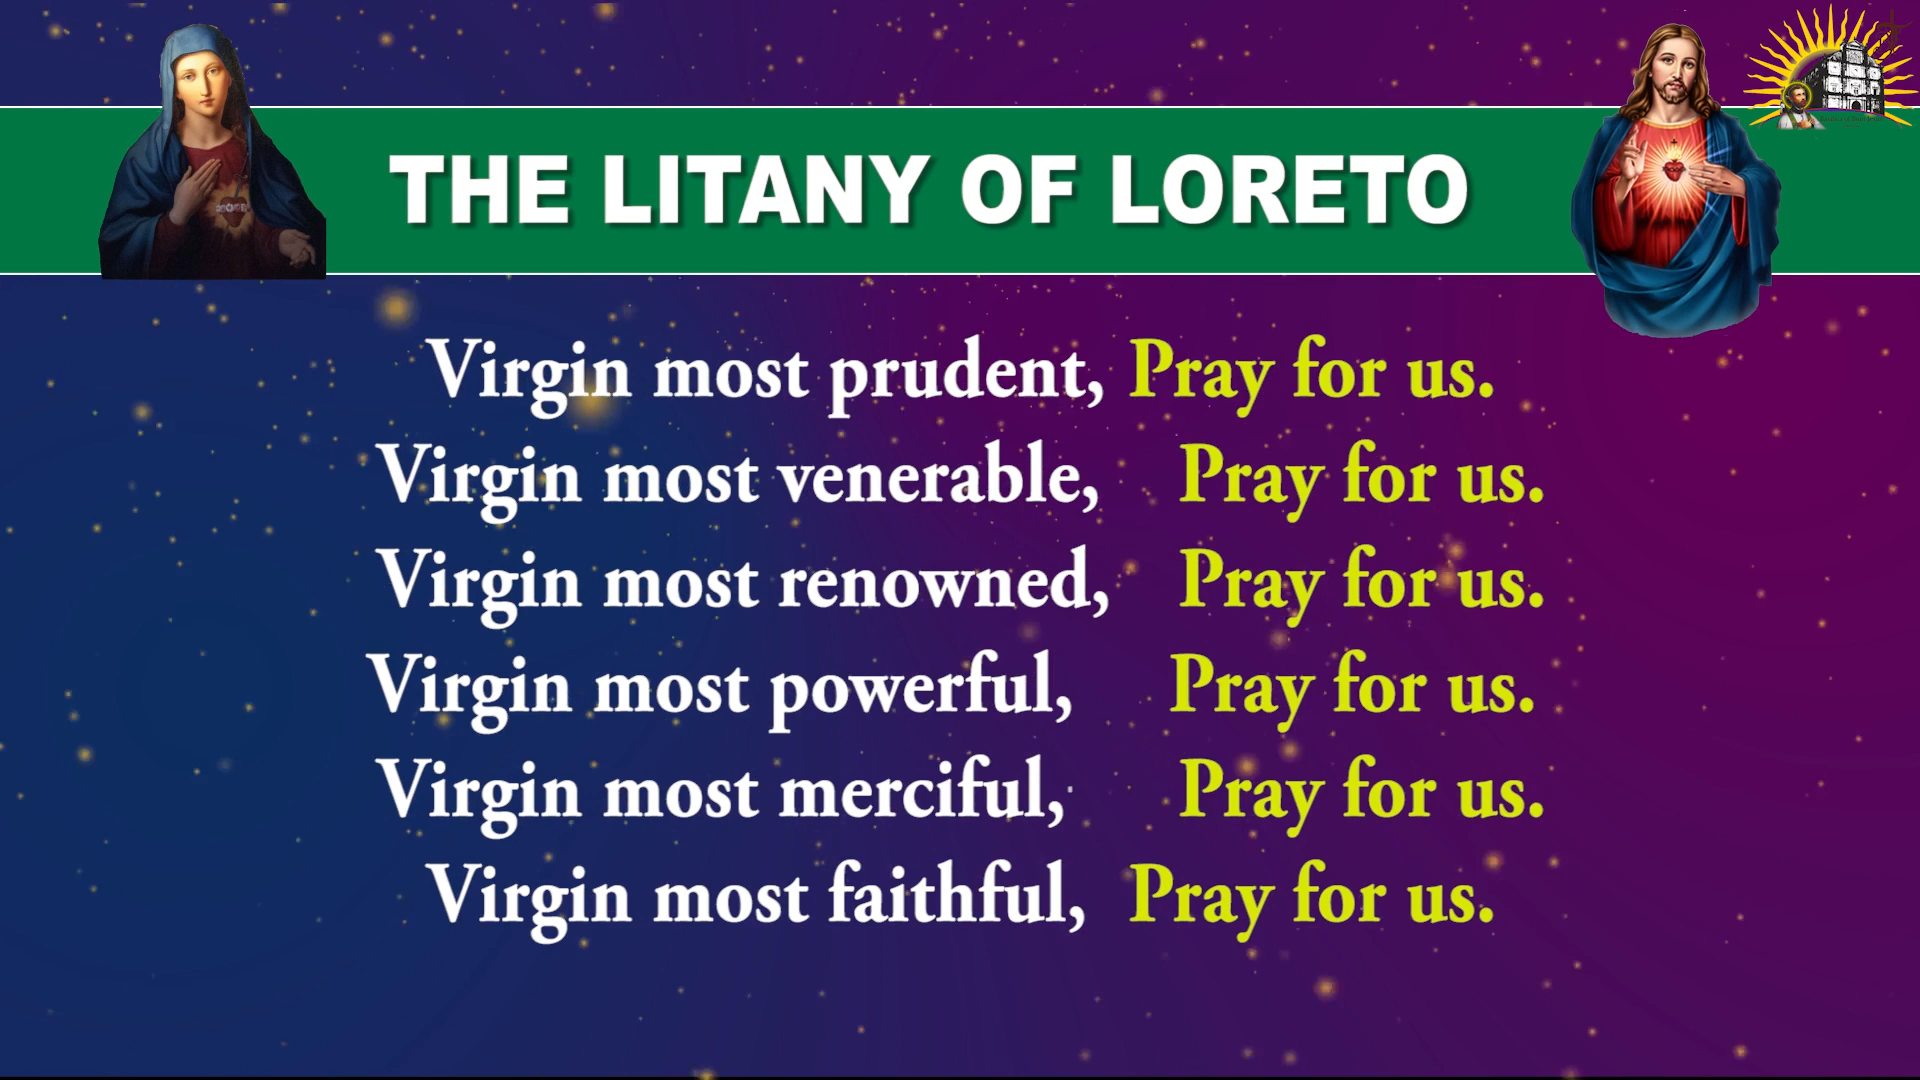 THE LITANY OF LORETO
Virgin most prudent, Pray for us.
Virgin most venerable, Pray for us.
Virgin most renowned, Pray for us.
Virgin most powerful, Pray for us.
Virgin most merciful, Pray for us.
Virgin most faithful, Pray for us.